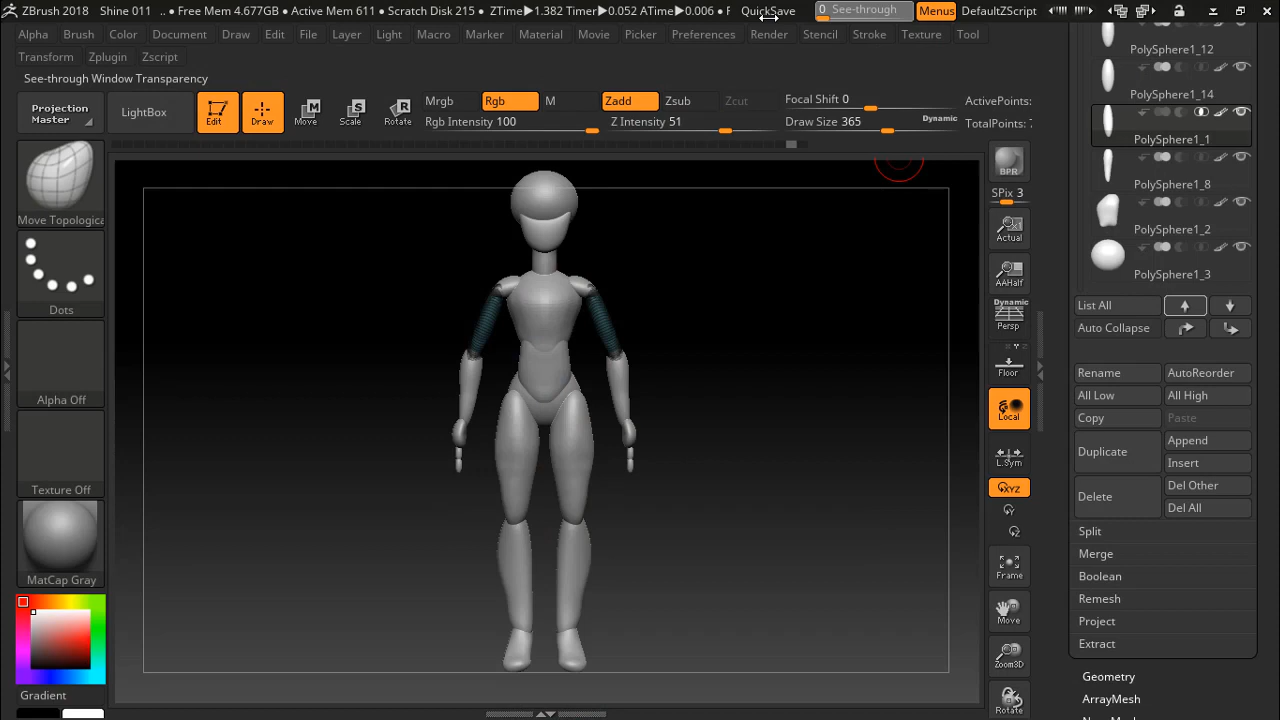 ZBrush 2018 Shine 011 .. • Free Mem 4.677GB • Active Mem 611 • Scratch Disk 215 • ZTime▶1.382 Timer▶0.052 ATime▶0.006 • F QuickSave 0 See-through Menus DefaultZScript
Alpha Brush Color Document Draw Edit File Layer Light Macro Marker Material Movie Picker Preferences Render Stencil Stroke Texture Tool
Transform Zplugin Zscript
See-through Window Transparency
Projection Master
LightBox
Edit
Draw
Move
Scale
Rotate
Mrgb Rgb M
Rgb Intensity 100
Zadd Zsub Zcut
Z Intensity 51
Focal Shift 0
Draw Size 365
Dynamic
ActivePoints:
TotalPoints: 7
Move Topologica
Dots
Alpha Off
Texture Off
MatCap Gray
Gradient
BPR
SPix 3
Actual
AAHalf
Dynamic
Persp
Floor
Local
L.Sym
XYZ
Y
Z
Frame
Move
Zoom3D
Rotate
PolySphere1_12
PolySphere1_14
PolySphere1_1
PolySphere1_8
PolySphere1_2
PolySphere1_3
List All
Auto Collapse
Rename AutoReorder
All Low All High
Copy Paste
Duplicate
Append
Insert
Delete
Del Other
Del All
Split
Merge
Boolean
Remesh
Project
Extract
Geometry
ArrayMesh